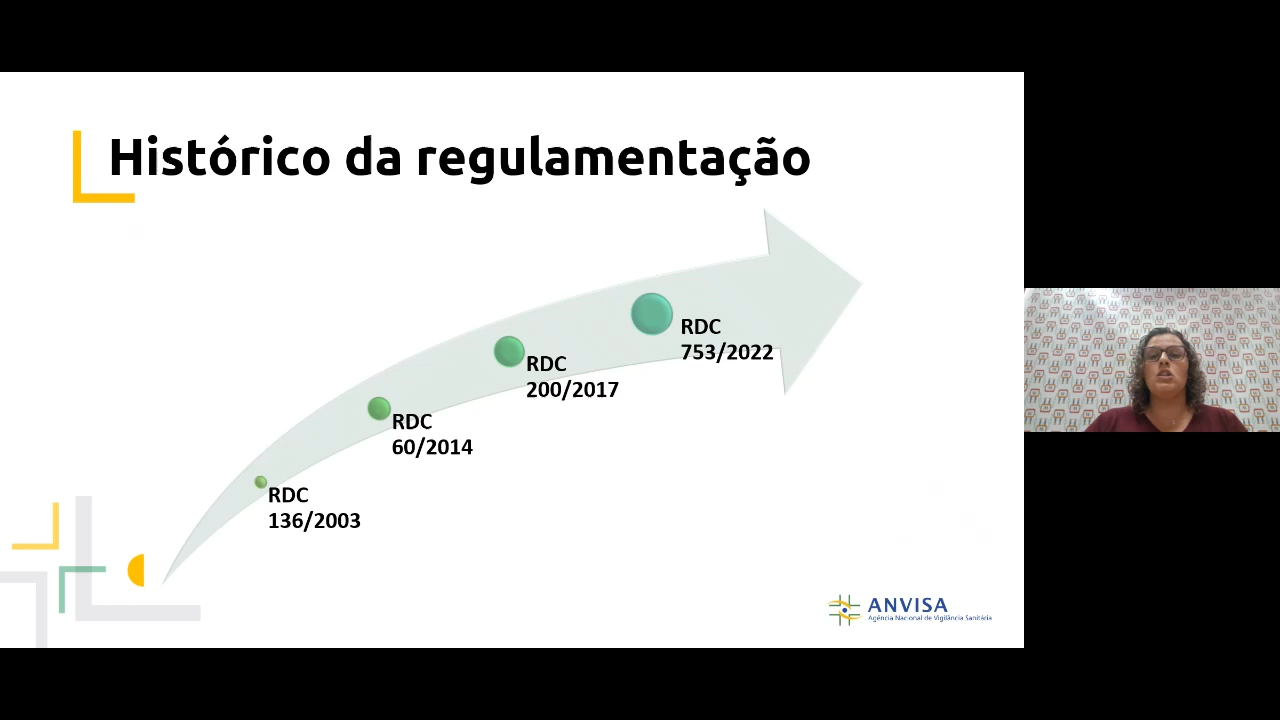 Histórico da regulamentação
RDC
753/2022
RDC
200/2017
RDC
60/2014
RDC
136/2003
ANVISA
Agência Nacional de Vigilância Sanitária